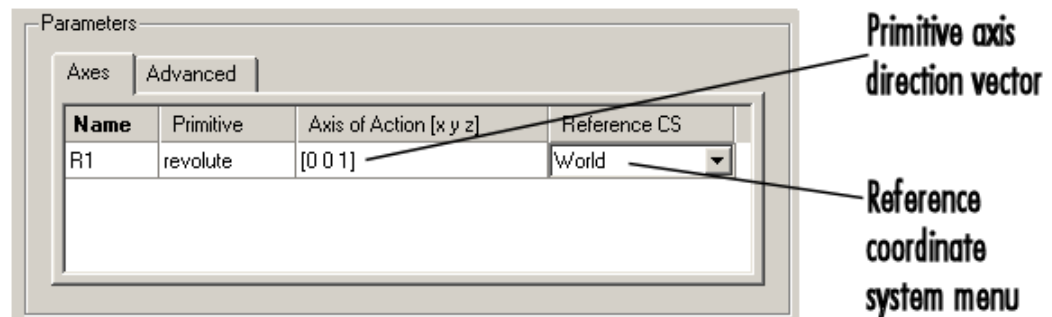 Parameters
Axes Advanced
Name Primitive Axis of Action [x y z] Reference CS
R1 revolute [0 0 1] World
Primitive axis
direction vector
Reference
coordinate
system menu